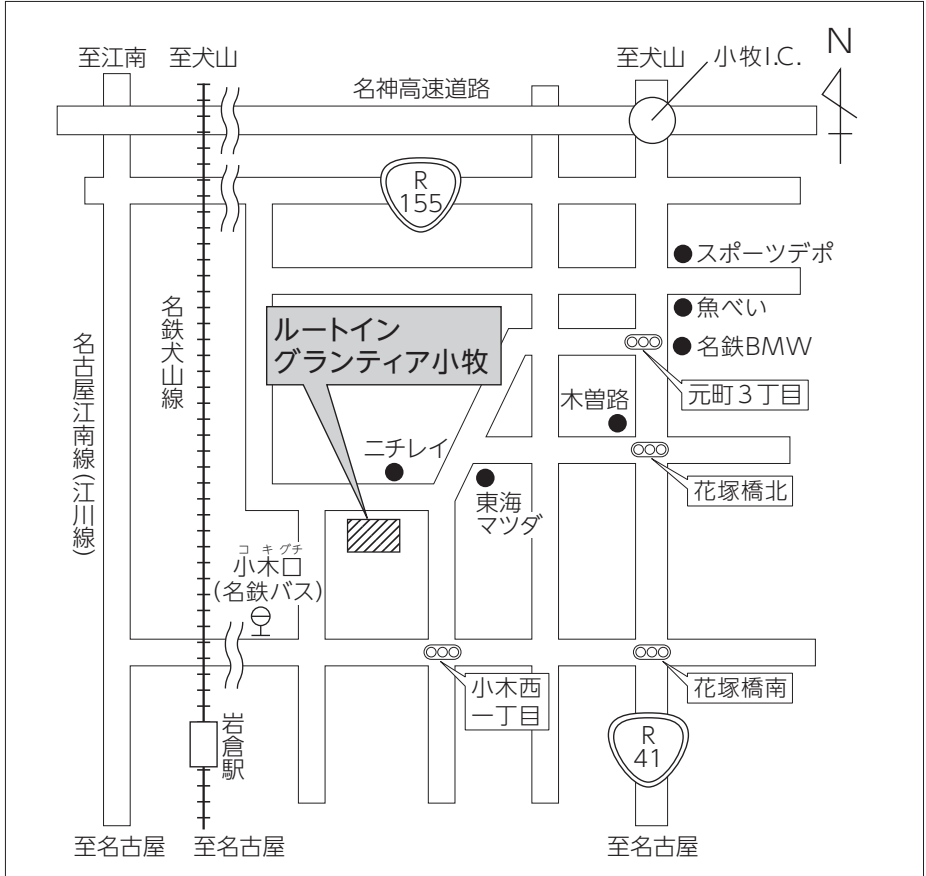 至江南
至犬山
至犬山
小牧I.C.
N
名神高速道路
R
155
スポーツデポ
魚べい
名鉄BMW
元町３丁目
ルートイン
グランティア小牧
名鉄犬山線
名古屋江南線(江川線)
木曽路
ニチレイ
花塚橋北
東海
マツダ
コキグチ
小木口
(名鉄バス)
小木西
一丁目
花塚橋南
岩倉駅
R
41
至名古屋
至名古屋
至名古屋